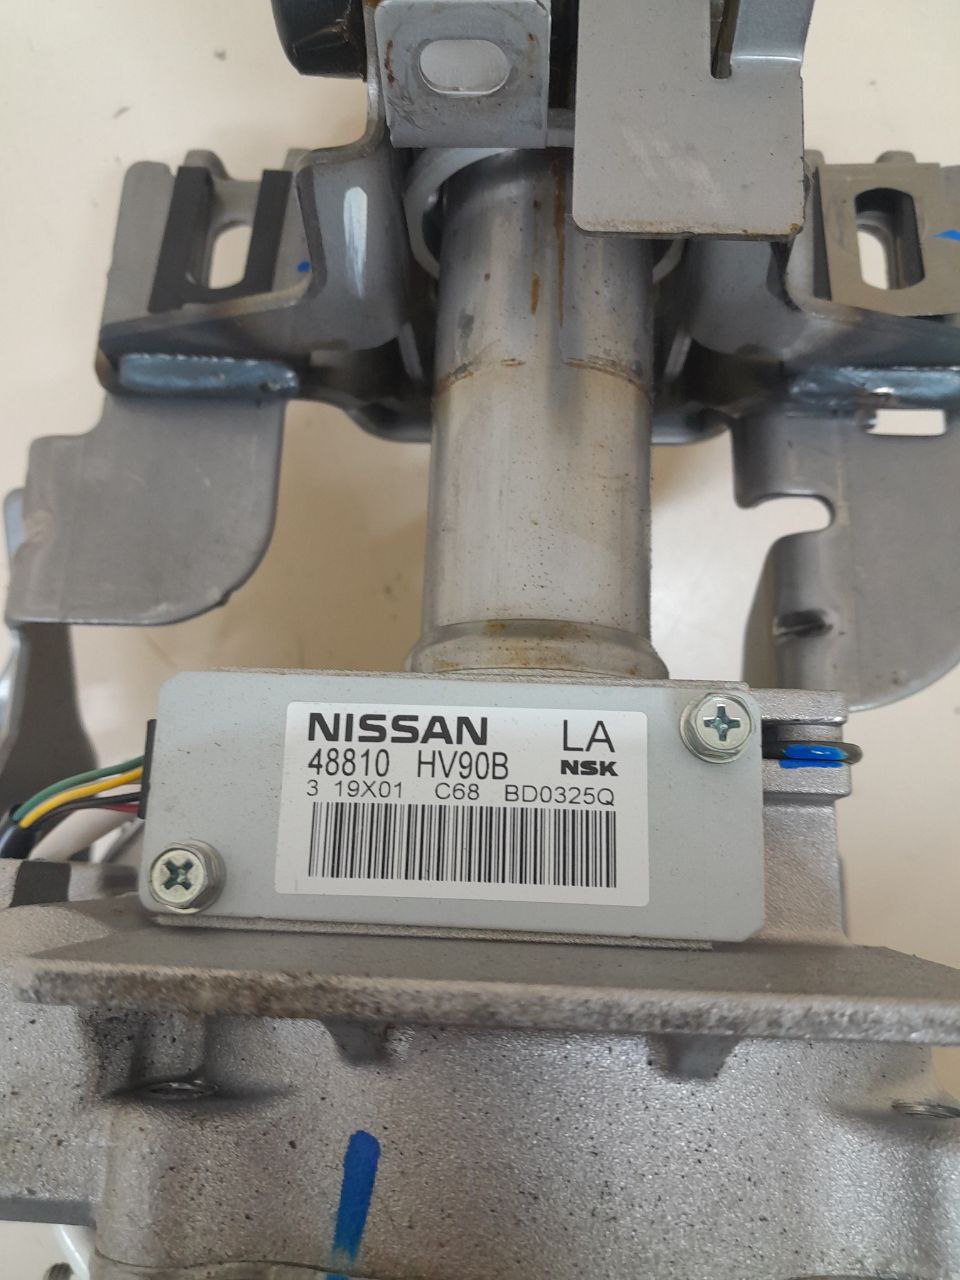 NISSAN LA
48810 HV90B NSK
3 19X01 C68 BD0325Q